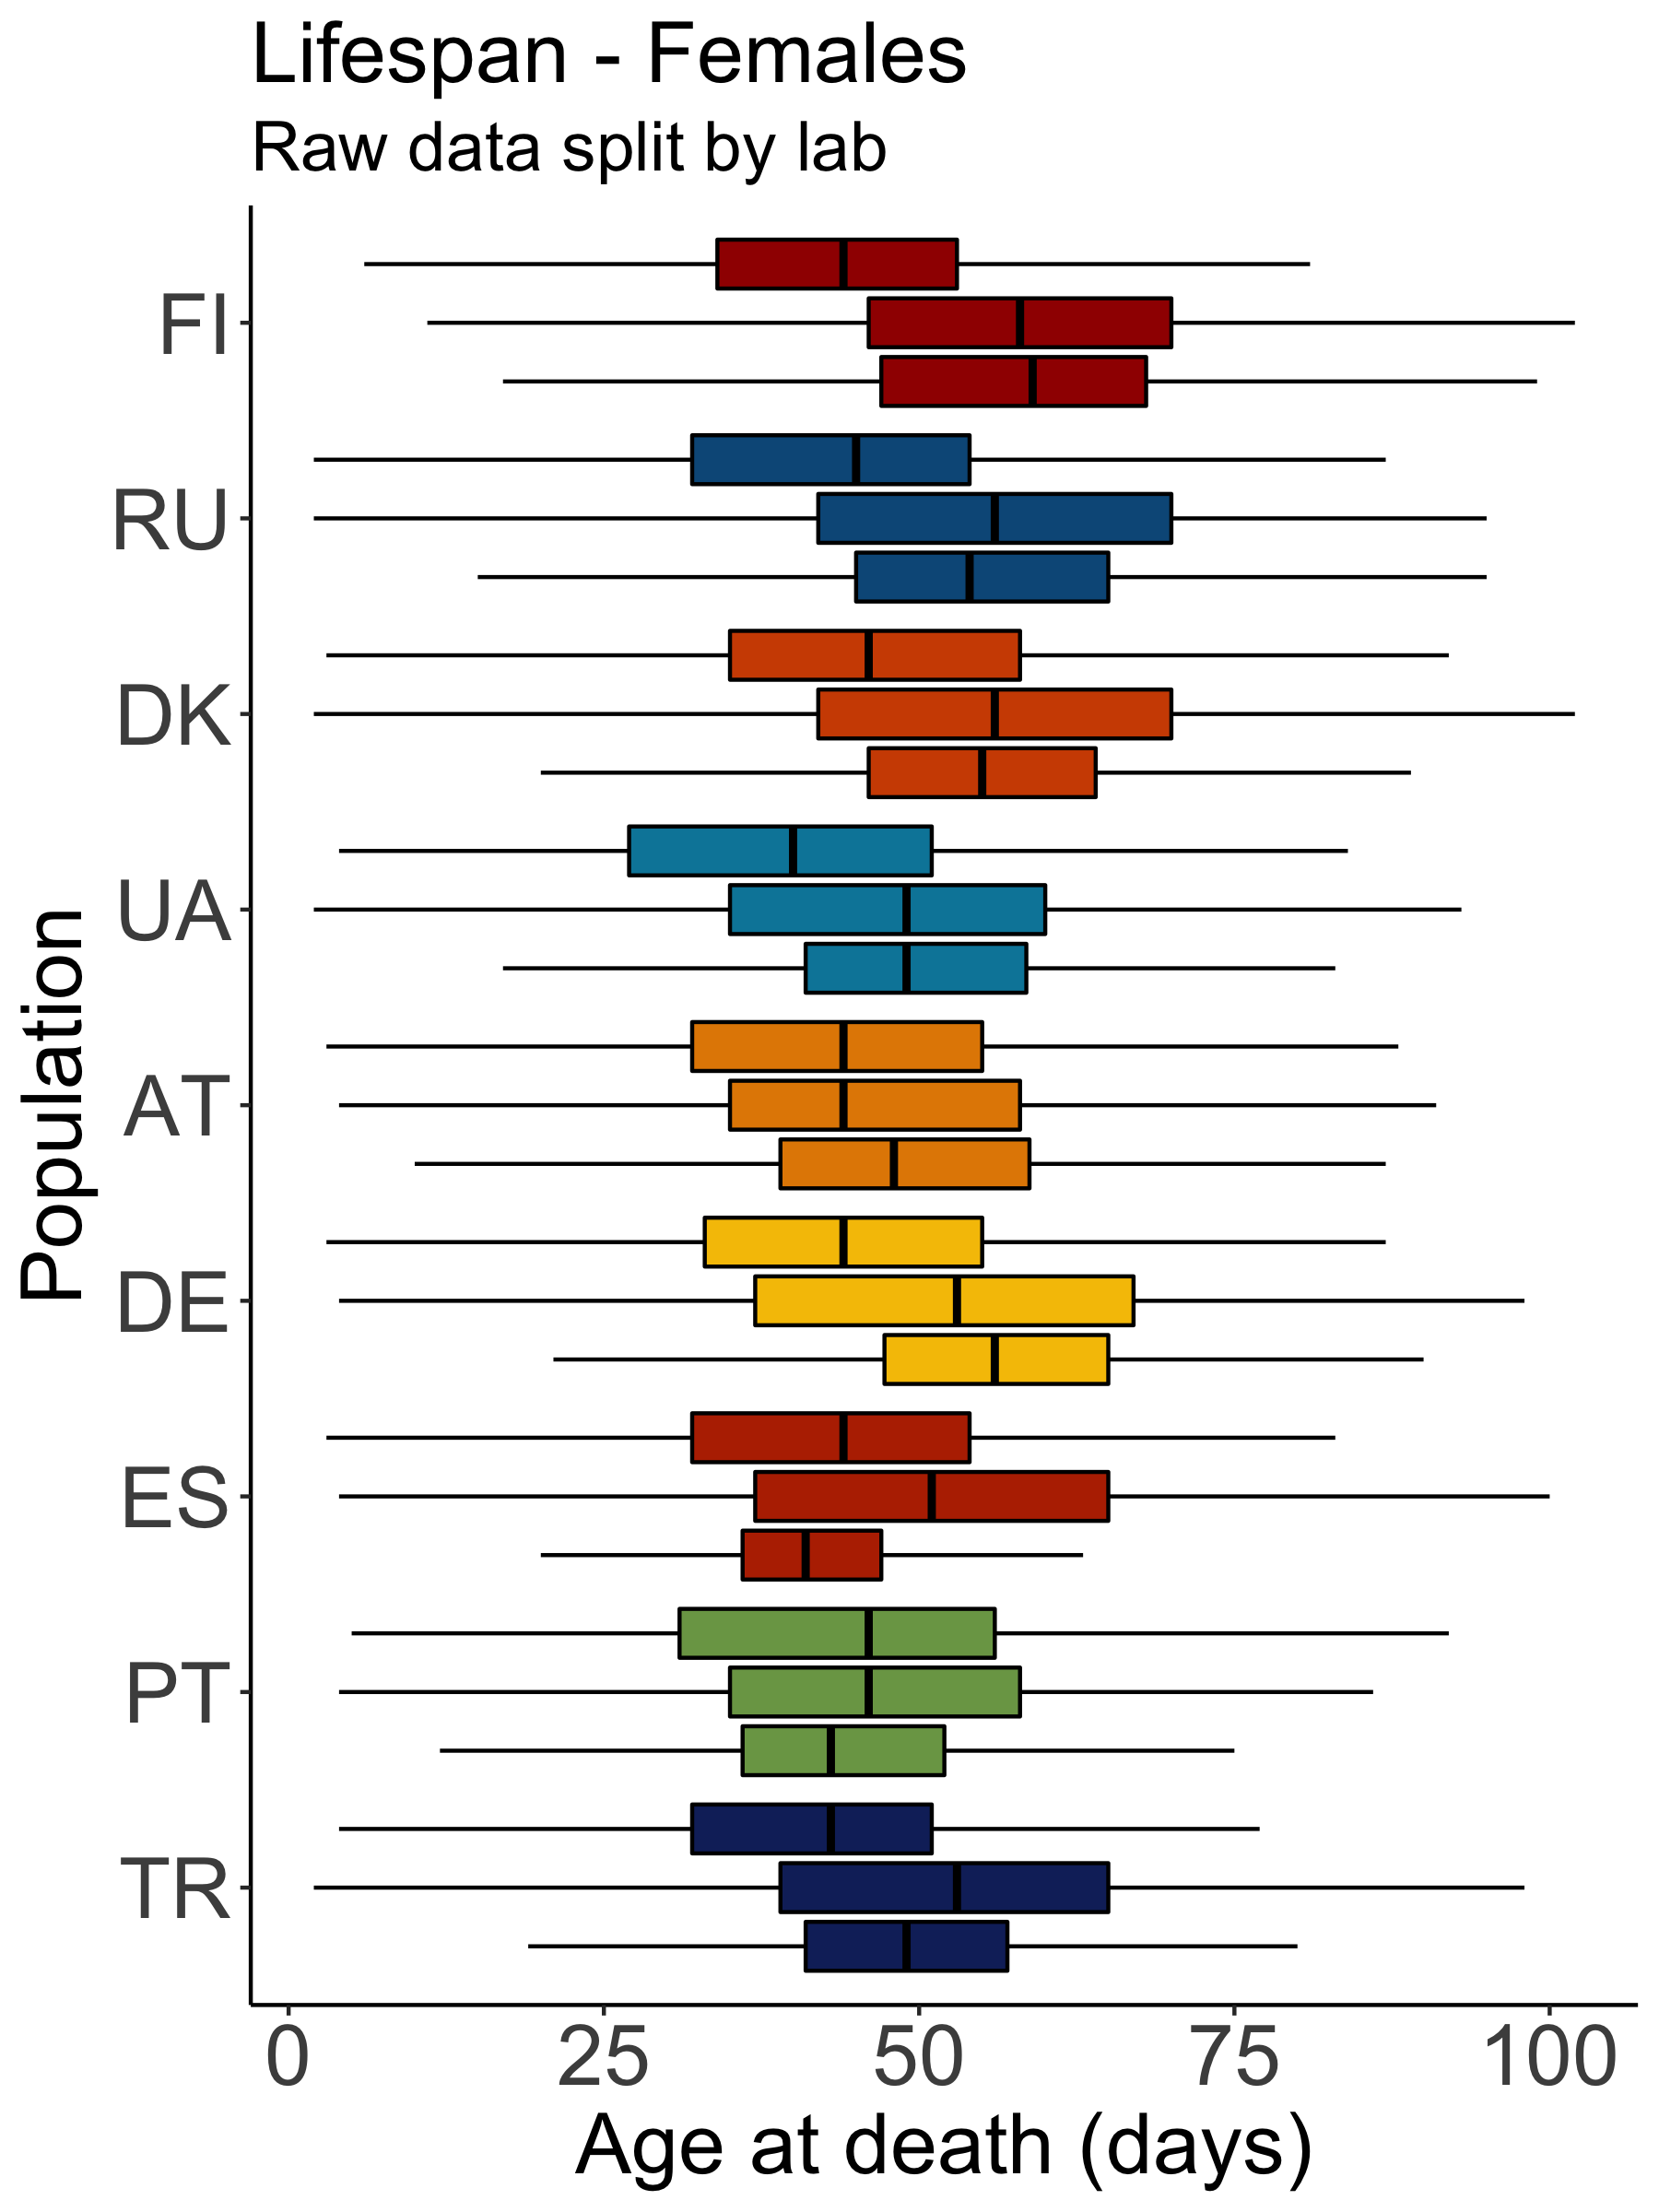 Lifespan - Females
Raw data split by lab
Population
FI
RU
DK
UA
AT
DE
ES
PT
TR
0 25 50 75 100
Age at death (days)